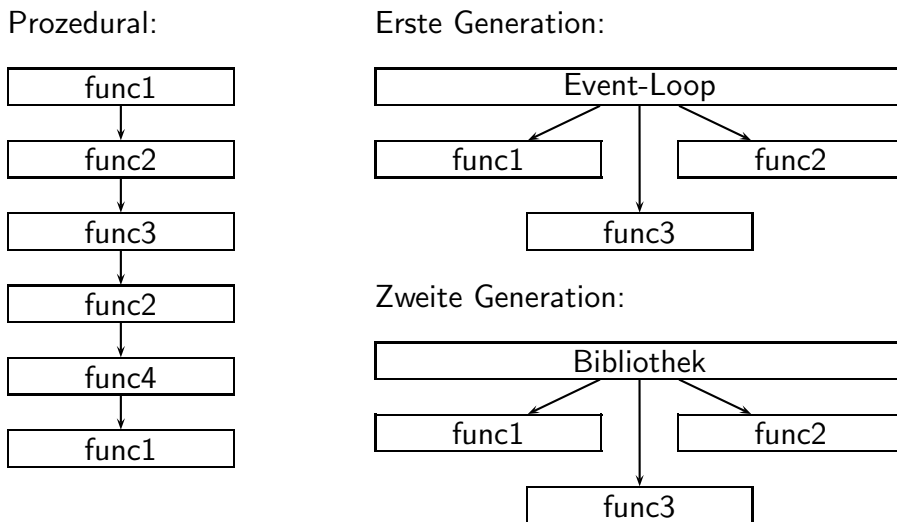 Prozedural:
func1
func2
func3
func2
func4
func1
Erste Generation:
Event-Loop
func1
func2
func3
Zweite Generation:
Bibliothek
func1
func2
func3